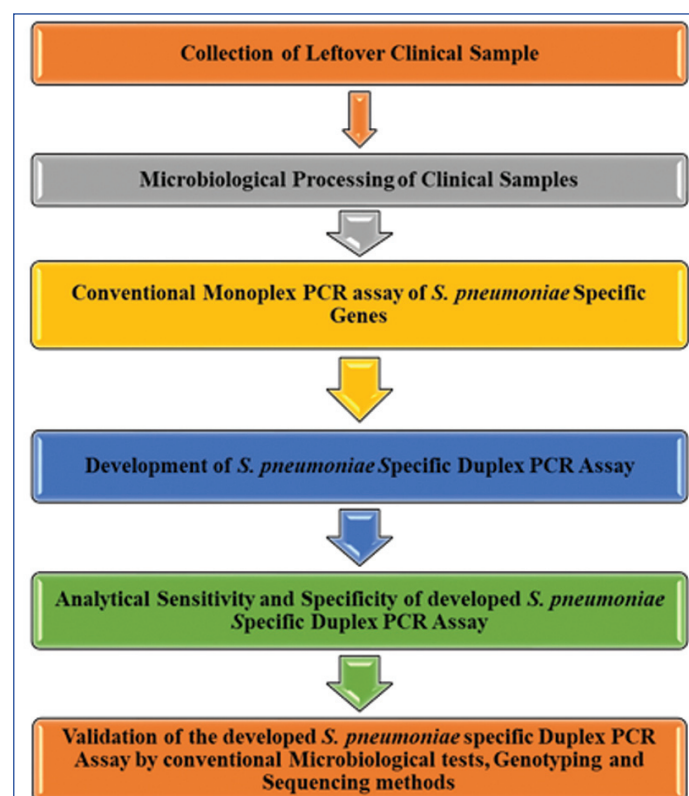 Collection of Leftover Clinical Sample
Microbiological Processing of Clinical Samples
Conventional Monoplex PCR assay of S. pneumoniae Specific
Genes
Development of S. pneumoniae Specific Duplex PCR Assay
Analytical Sensitivity and Specificity of developed S. pneumoniae
Specific Duplex PCR Assay
Validation of the developed S. pneumoniae specific Duplex PCR
Assay by conventional Microbiological tests, Genotyping and
Sequencing methods